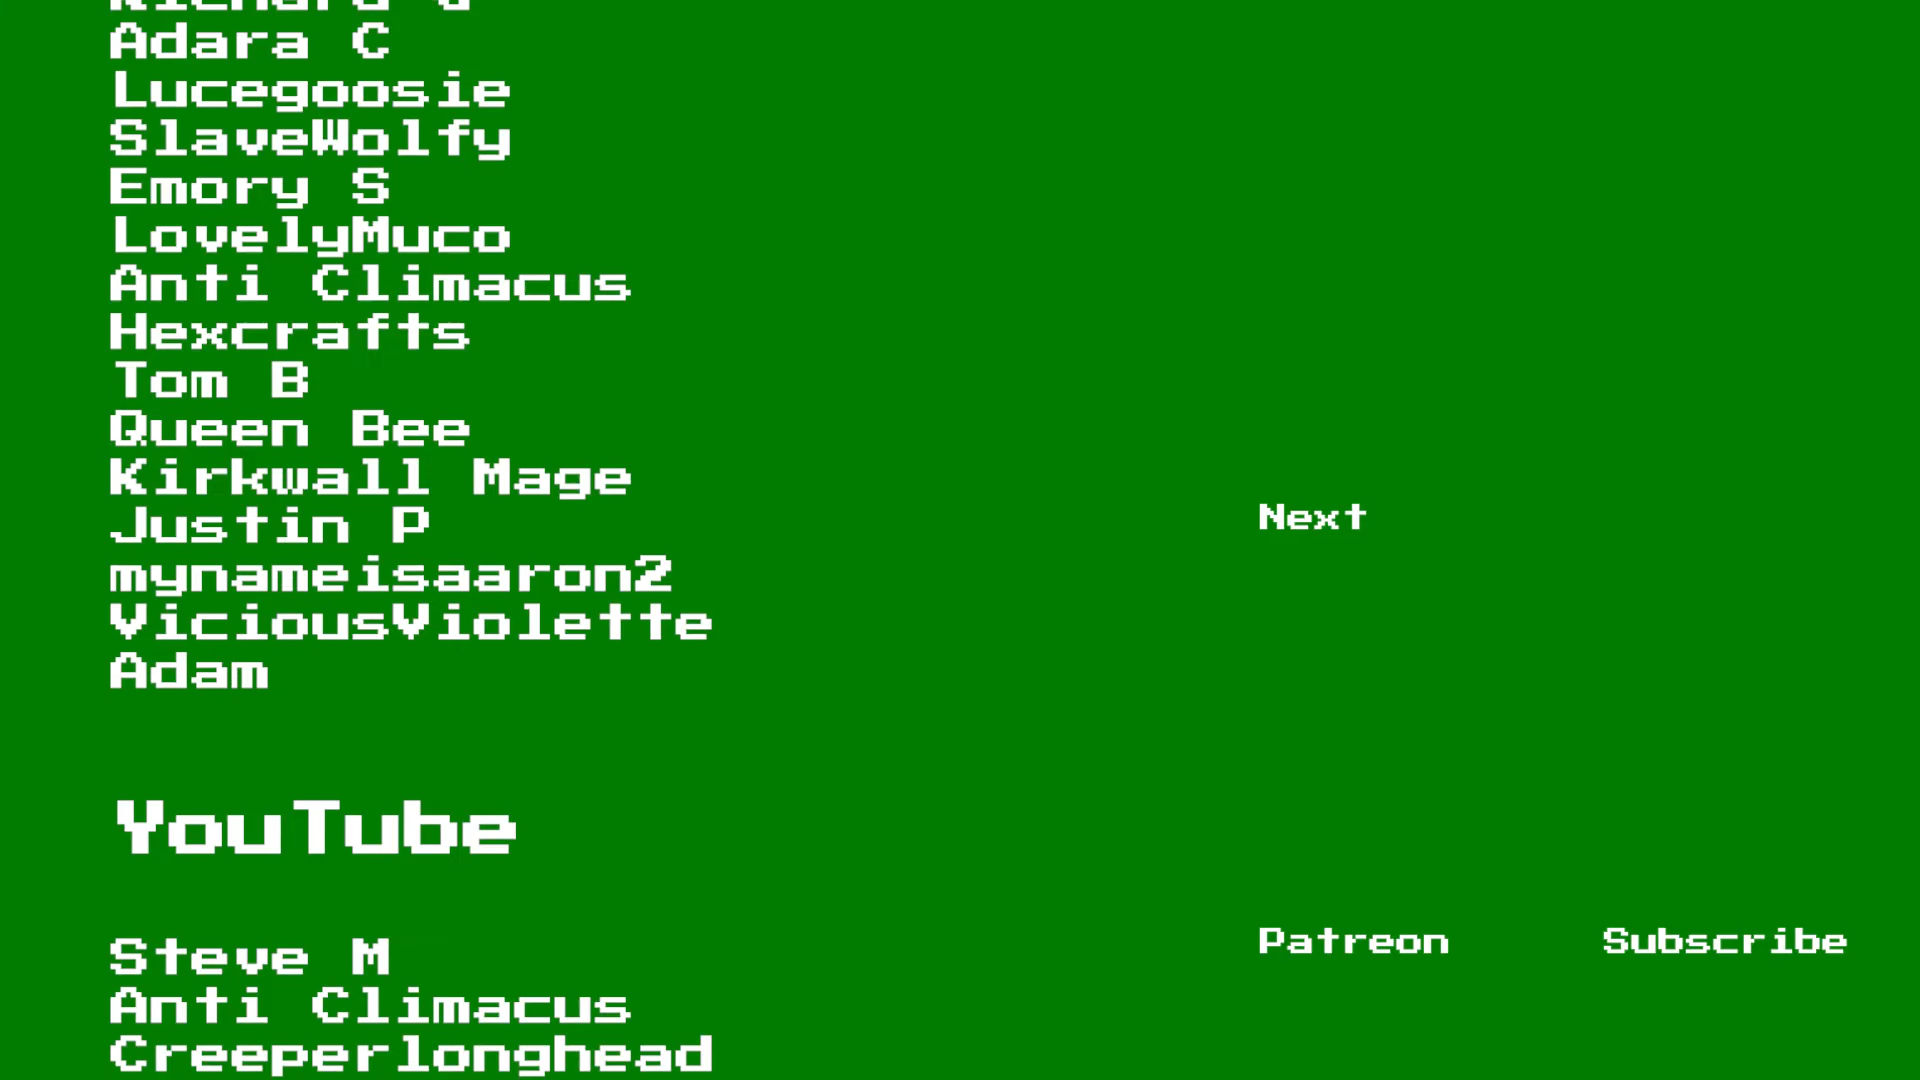 Adara C
Lucegoosie
SlaveWolfy
Emory S
LovelyMuco
Anti Climacus
Hexcrafts
Tom B
Queen Bee
Kirkwall Mage
Justin P
Next
mynameisaaron2
ViciousViolette
Adam
YouTube
Steve M
Patreon
Subscribe
Anti Climacus
Creeperlonghead